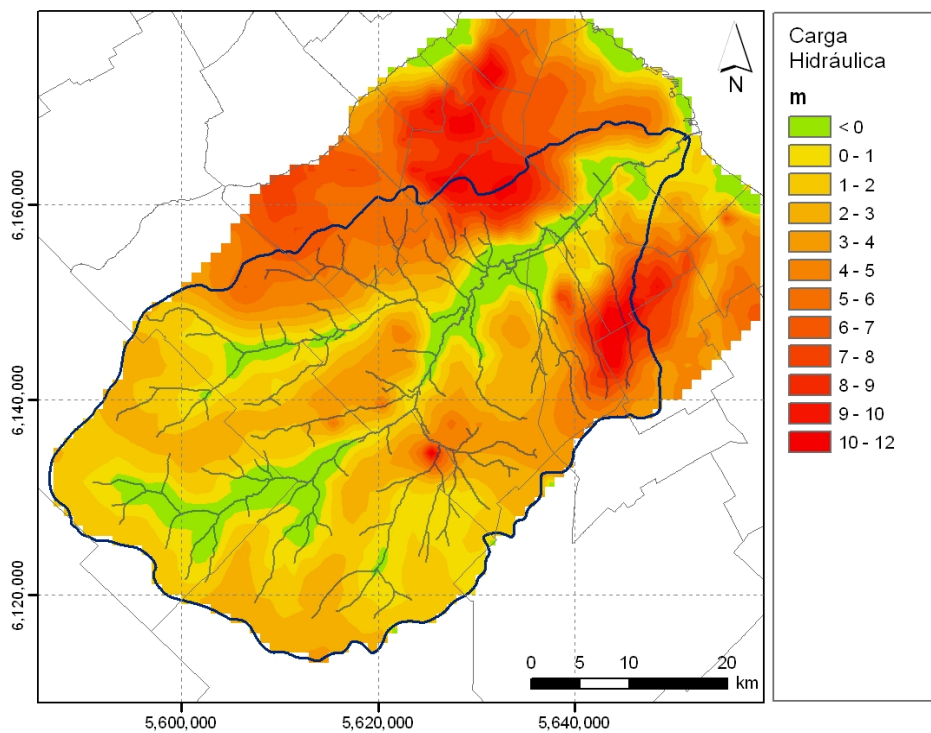 N
6,160,000
6,140,000
6,120,000
5,600,000
5,620,000
5,640,000
0 5 10 20
km
Carga
Hidráulica
m
< 0
0 - 1
1 - 2
2 - 3
3 - 4
4 - 5
5 - 6
6 - 7
7 - 8
8 - 9
9 - 10
10 - 12